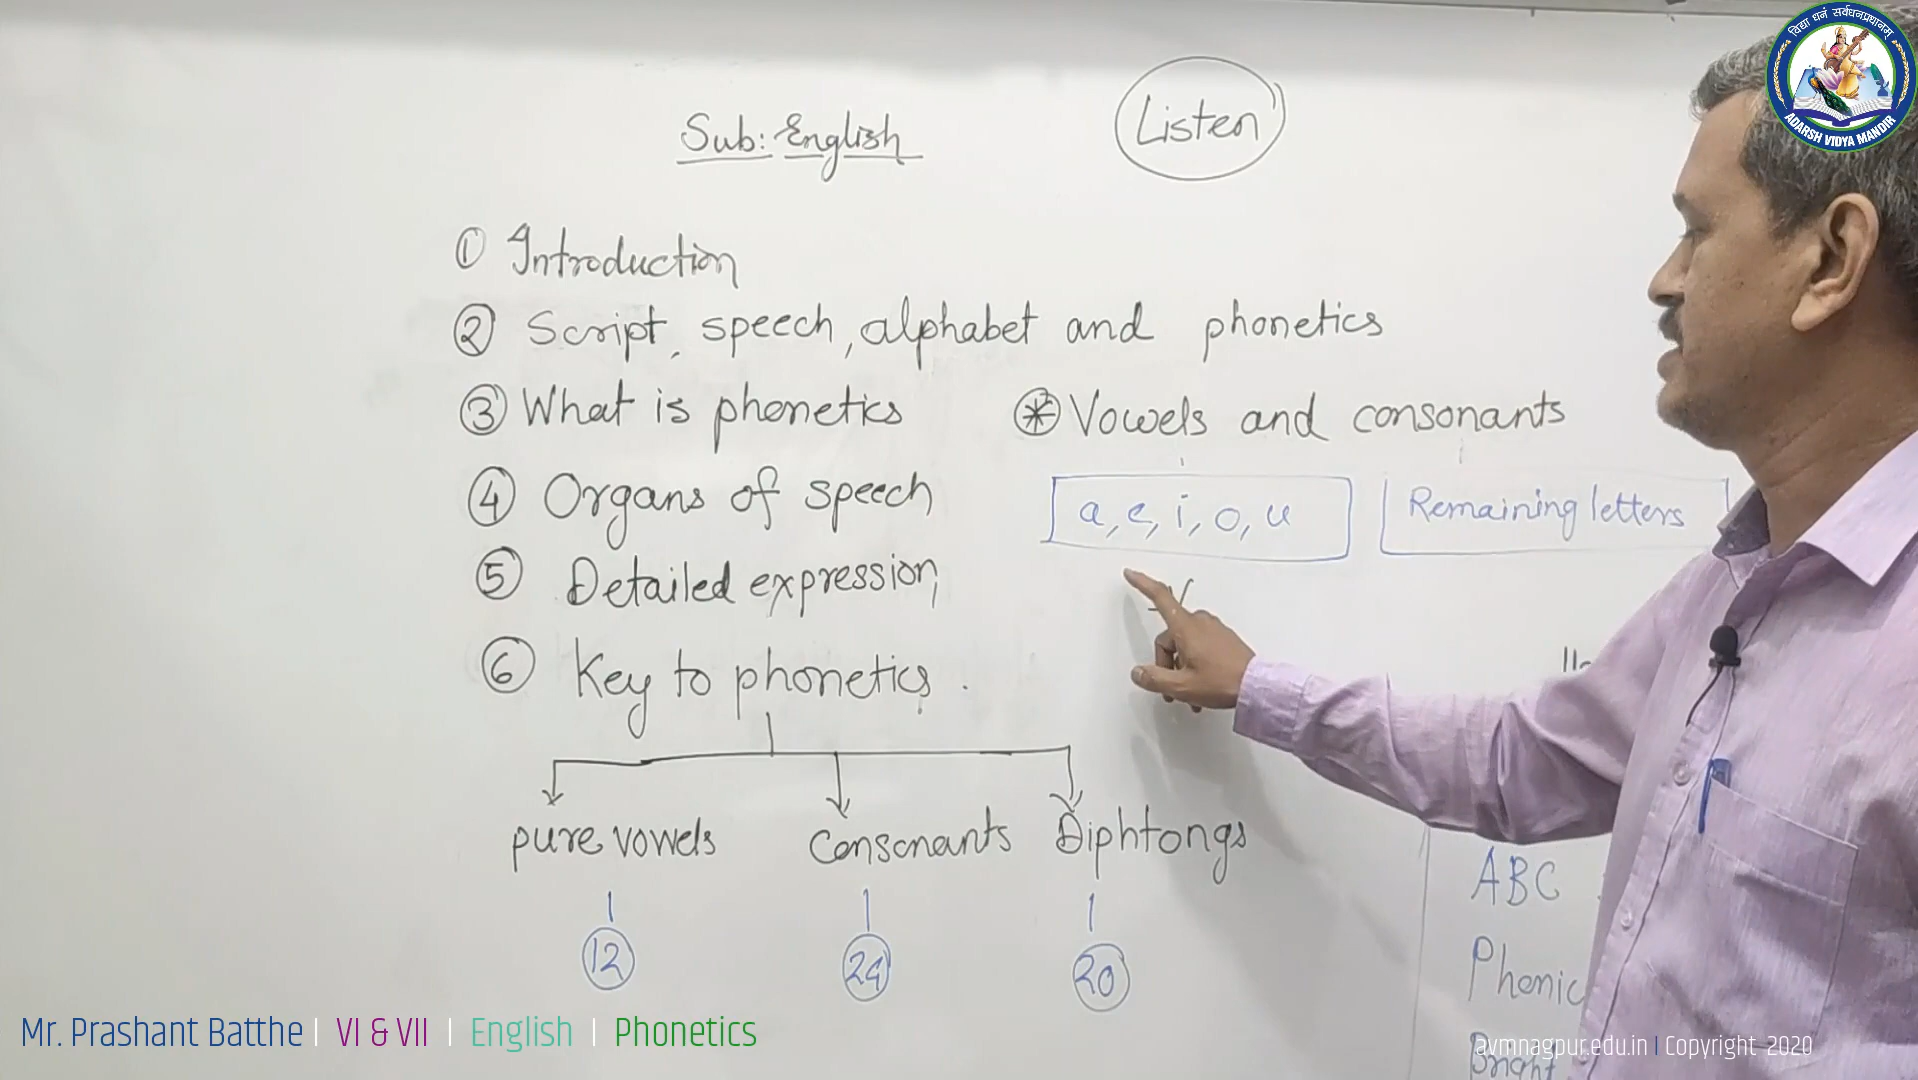 विद्या धनं सर्वधनप्रधानम्
ADARSH VIDYA MANDIR
Sub: English
Listen
① Introduction
② Script, speech, alphabet and phonetics
③ What is phonetics
⊛ Vowels and consonants
④ Organs of speech
a, e, i, o, u
Remaining letters
⑤ Detailed expression,
y
⑥ Key to phonetics.
pure vowels
Consonants
Diphtongs
12
24
20
ABC
Phonic
Bright
Mr. Prashant Batthe | VI & VII | English | Phonetics
avmnagpur.edu.in | Copyright 2020